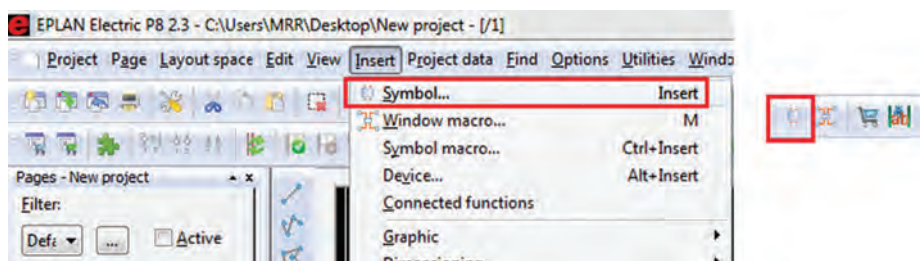 EPLAN Electric P8 2.3 - C:\Users\MRR\Desktop\New project - [/1]
Project Page Layout space Edit View Insert Project data Find Options Utilities
Symbol... Insert
Window macro... M
Symbol macro... Ctrl+Insert
Device... Alt+Insert
Connected functions
Graphic
Pages - New project
Filter:
Active